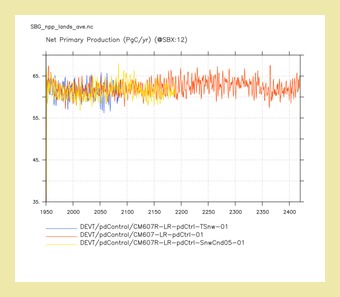 SBG_npp_londs_ave.nc
Net Primary Production (PgC/yr) (@SBX:12)
65.
55.
45.
35.
1950 2000 2050 2100 2150 2200 2250 2300 2350 2400
DEVT/pdControl/CM607R-LR-pdCtrl-TSnw-01
DEVT/pdControl/CM607-LR-pdCtrl-01
DEVT/pdControl/CM607R-LR-pdCtrl-SnwCnd05-01